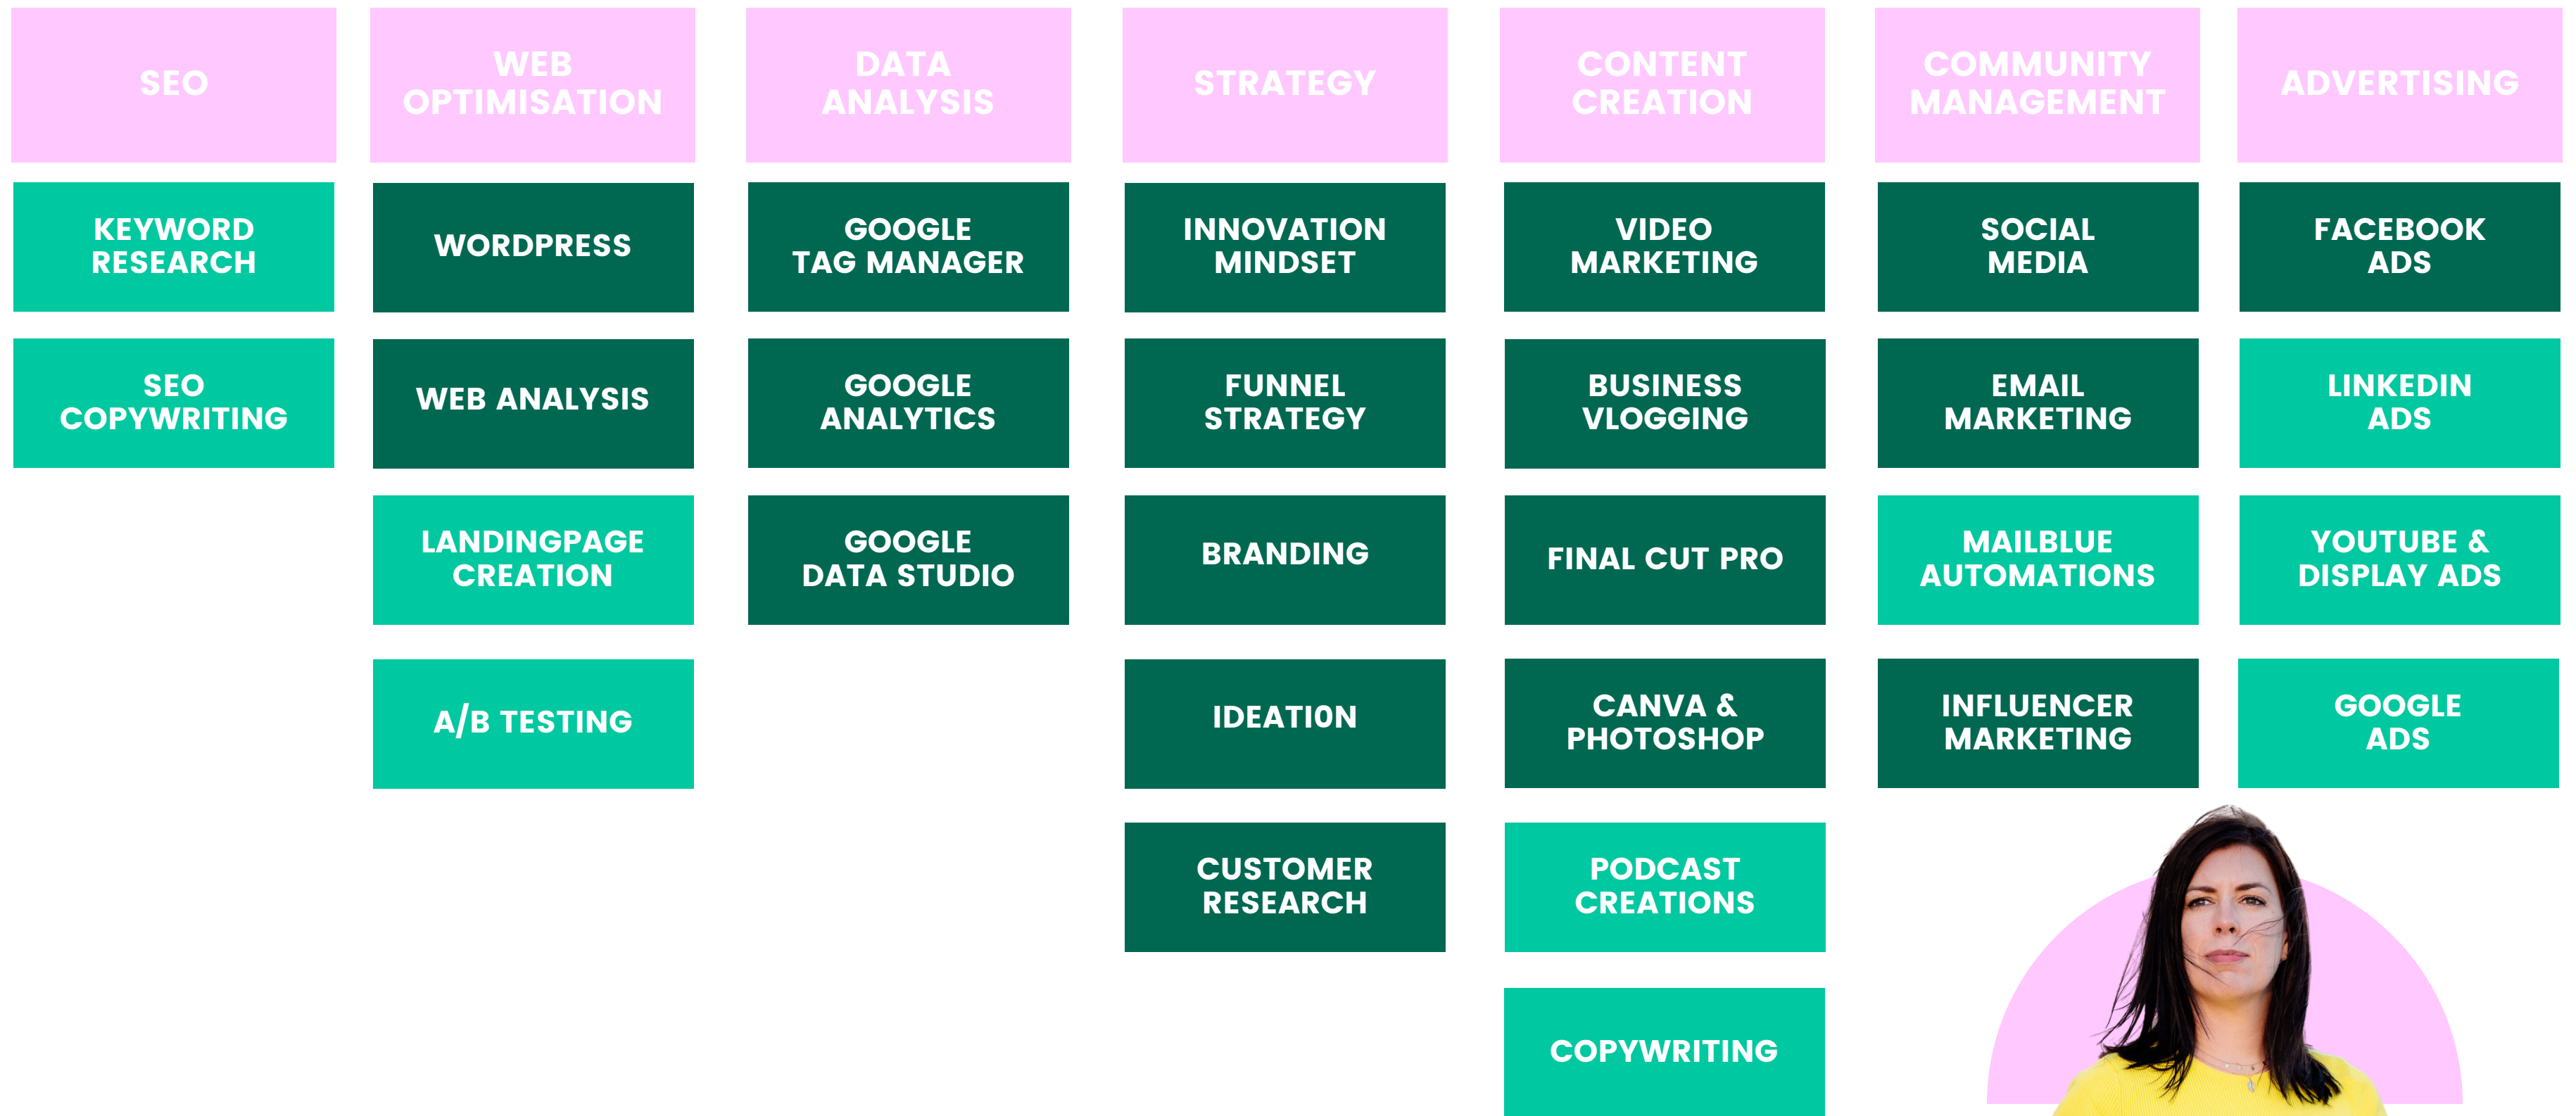 SEO
WEB
OPTIMISATION
DATA
ANALYSIS
STRATEGY
CONTENT
CREATION
COMMUNITY
MANAGEMENT
ADVERTISING
KEYWORD
RESEARCH
WORDPRESS
GOOGLE
TAG MANAGER
INNOVATION
MINDSET
VIDEO
MARKETING
SOCIAL
MEDIA
FACEBOOK
ADS
SEO
COPYWRITING
WEB ANALYSIS
GOOGLE
ANALYTICS
FUNNEL
STRATEGY
BUSINESS
VLOGGING
EMAIL
MARKETING
LINKEDIN
ADS
LANDINGPAGE
CREATION
GOOGLE
DATA STUDIO
BRANDING
FINAL CUT PRO
MAILBLUE
AUTOMATIONS
YOUTUBE &
DISPLAY ADS
A/B TESTING
IDEATI0N
CANVA &
PHOTOSHOP
INFLUENCER
MARKETING
GOOGLE
ADS
CUSTOMER
RESEARCH
PODCAST
CREATIONS
COPYWRITING